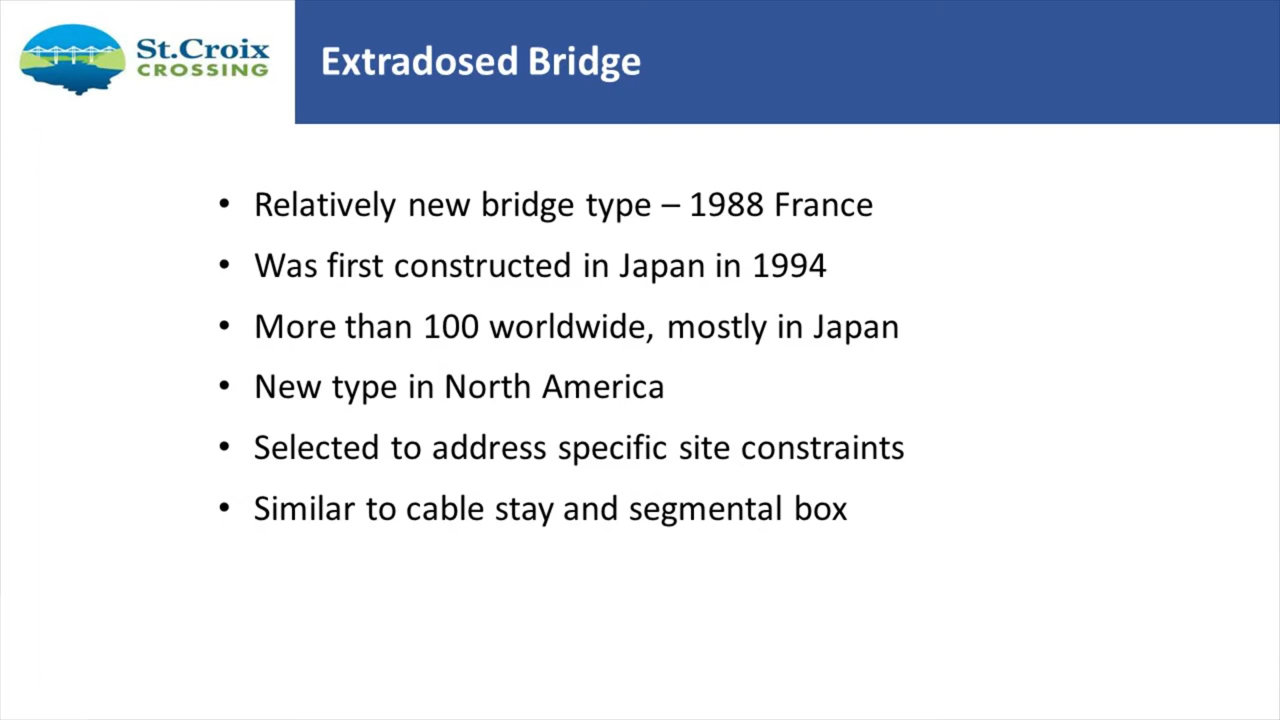 St.Croix
CROSSING
Extradosed Bridge
• Relatively new bridge type – 1988 France
• Was first constructed in Japan in 1994
• More than 100 worldwide, mostly in Japan
• New type in North America
• Selected to address specific site constraints
• Similar to cable stay and segmental box